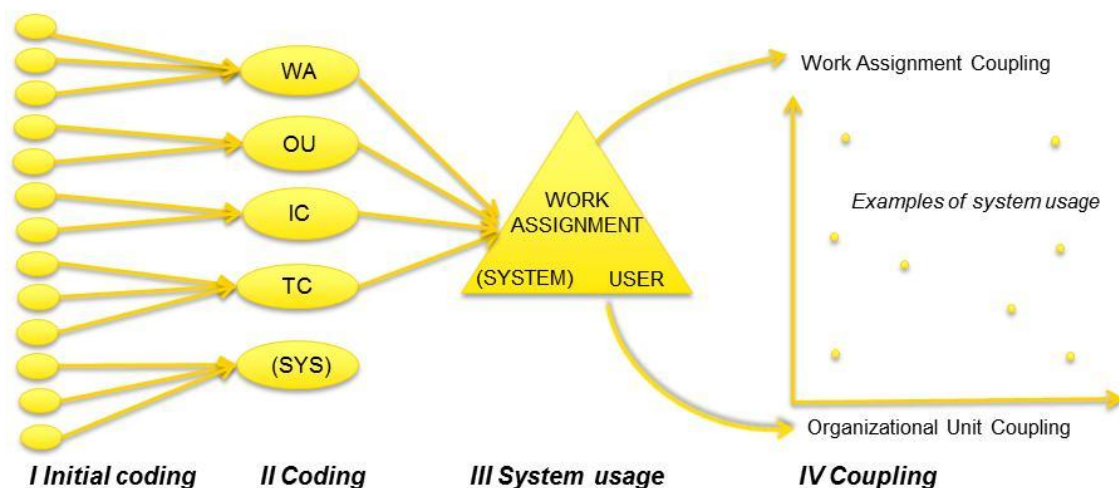 WA
OU
IC
TC
(SYS)
WORK
ASSIGNMENT
(SYSTEM) USER
Work Assignment Coupling
Examples of system usage
Organizational Unit Coupling
I Initial coding II Coding III System usage IV Coupling